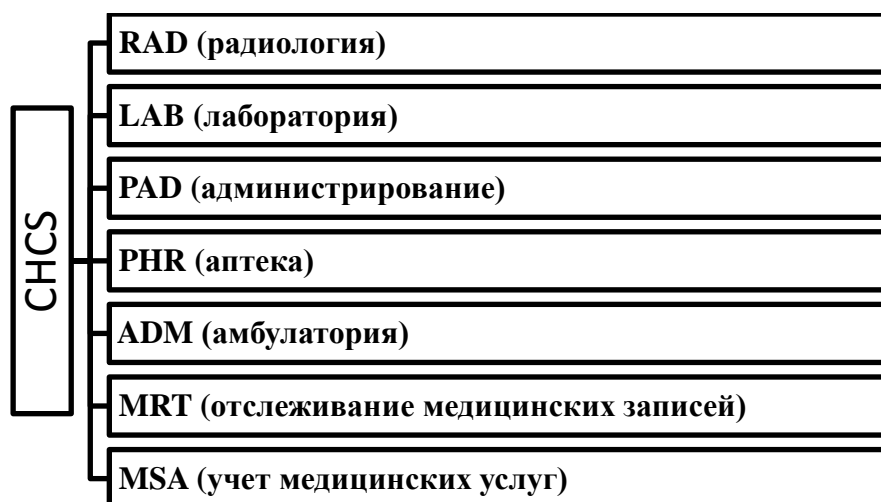 CHCS
RAD (радиология)
LAB (лаборатория)
PAD (администрирование)
PHR (аптека)
ADM (амбулатория)
MRT (отслеживание медицинских записей)
MSA (учет медицинских услуг)